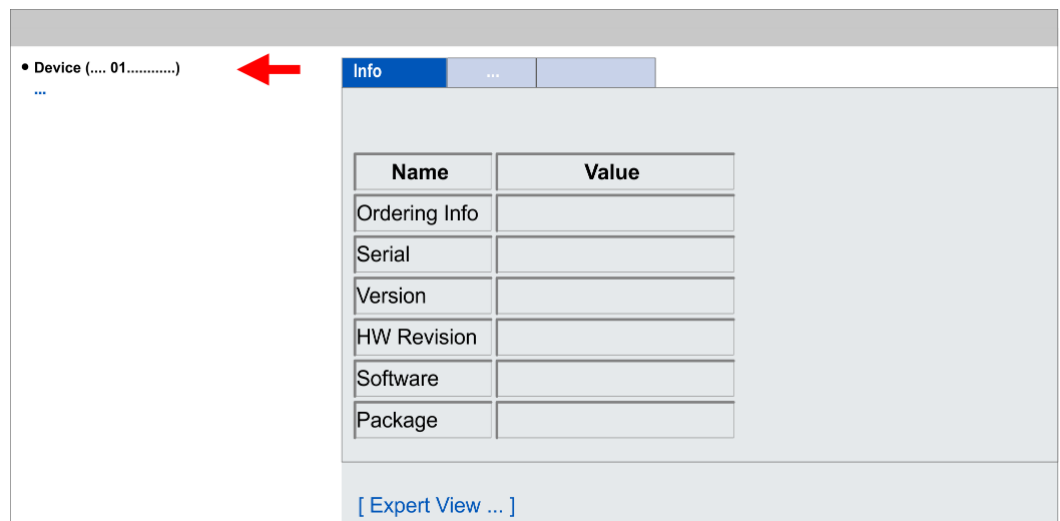 • Device (.... 01............)
...
Info ...
Name Value
Ordering Info
Serial
Version
HW Revision
Software
Package
[ Expert View ... ]